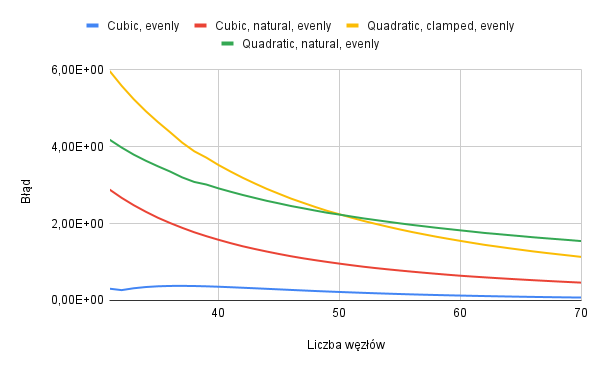 Cubic, evenly Cubic, natural, evenly Quadratic, clamped, evenly
Quadratic, natural, evenly
6,00E+00
4,00E+00
Błąd
2,00E+00
0,00E+00
40 50 60 70
Liczba węzłów